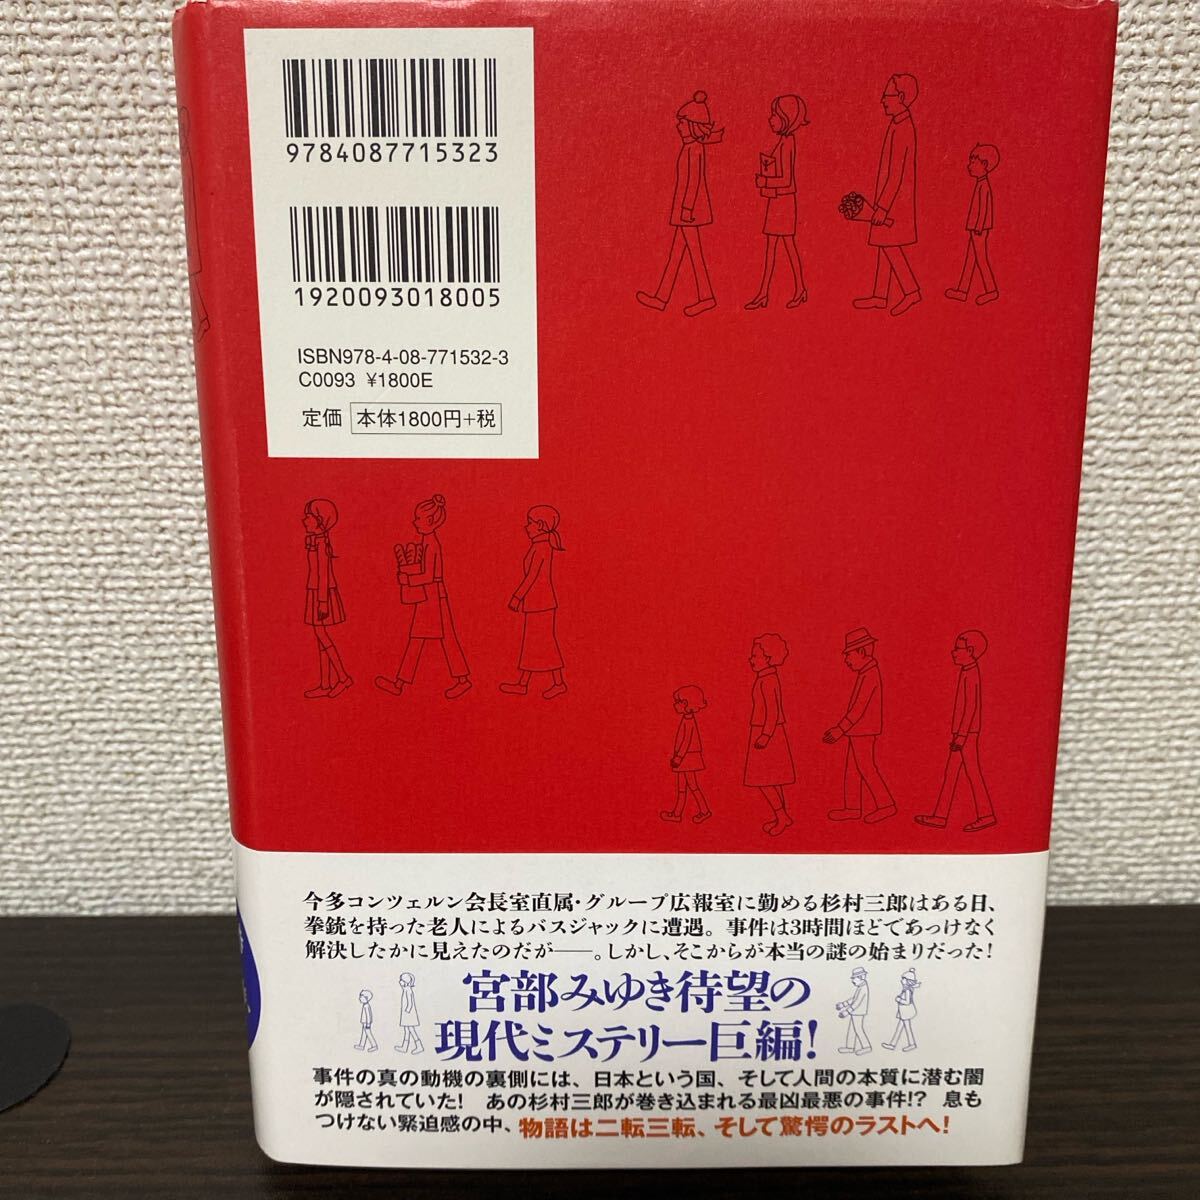 9784087715323
1920093018005
ISBN978-4-08-771532-3
C0093 ¥1800E
定価 本体1800円+税
今多コンツェルン会長室直属・グループ広報室に勤める杉村三郎はある日、
拳銃を持った老人によるバスジャックに遭遇。事件は3時間ほどであっけなく
解決したかに見えたのだが――。しかし、そこからが本当の謎の始まりだった!
宮部みゆき待望の
現代ミステリー巨編!
事件の真の動機の裏側には、日本という国、そして人間の本質に潜む闇
が隠されていた! あの杉村三郎が巻き込まれる最凶最悪の事件!? 息も
つけない緊迫感の中、物語は二転三転、そして驚愕のラストへ!